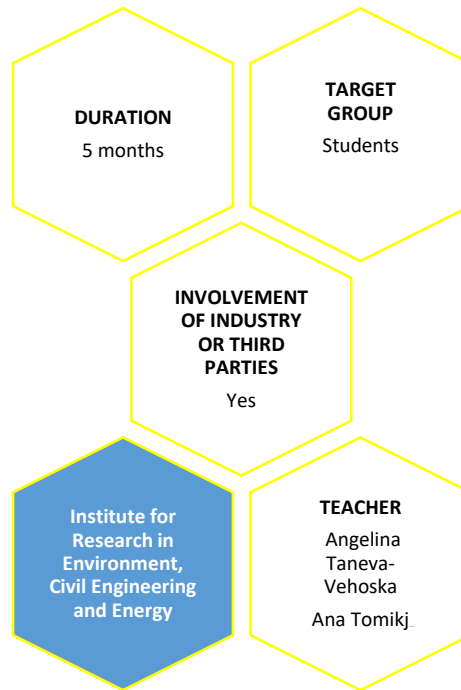 DURATION
5 months
TARGET
GROUP
Students
INVOLVEMENT
OF INDUSTRY
OR THIRD
PARTIES
Yes
Institute for
Research in
Environment,
Civil Engineering
and Energy
TEACHER
Angelina
Taneva-
Vehoska
Ana Tomikj